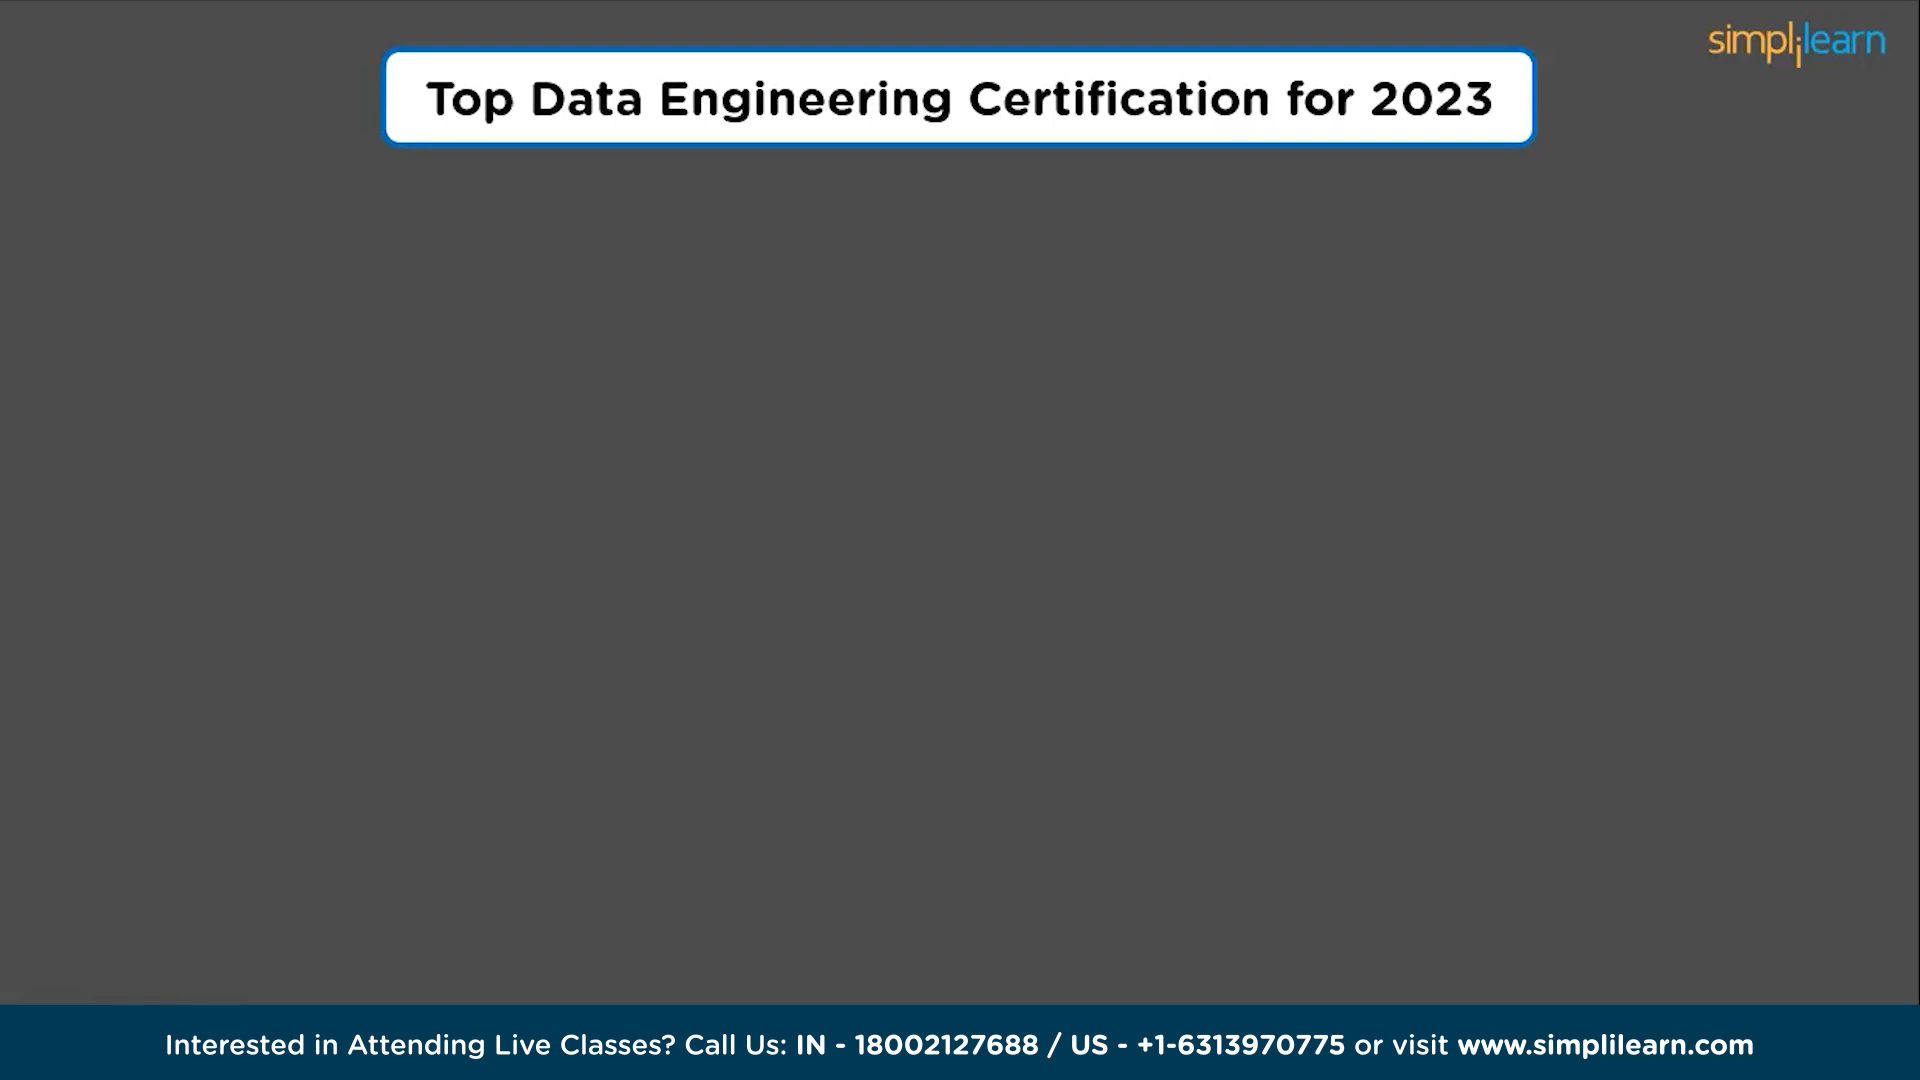 simplilearn
Top Data Engineering Certification for 2023
Interested in Attending Live Classes? Call Us: IN - 18002127688 / US - +1-6313970775 or visit www.simplilearn.com